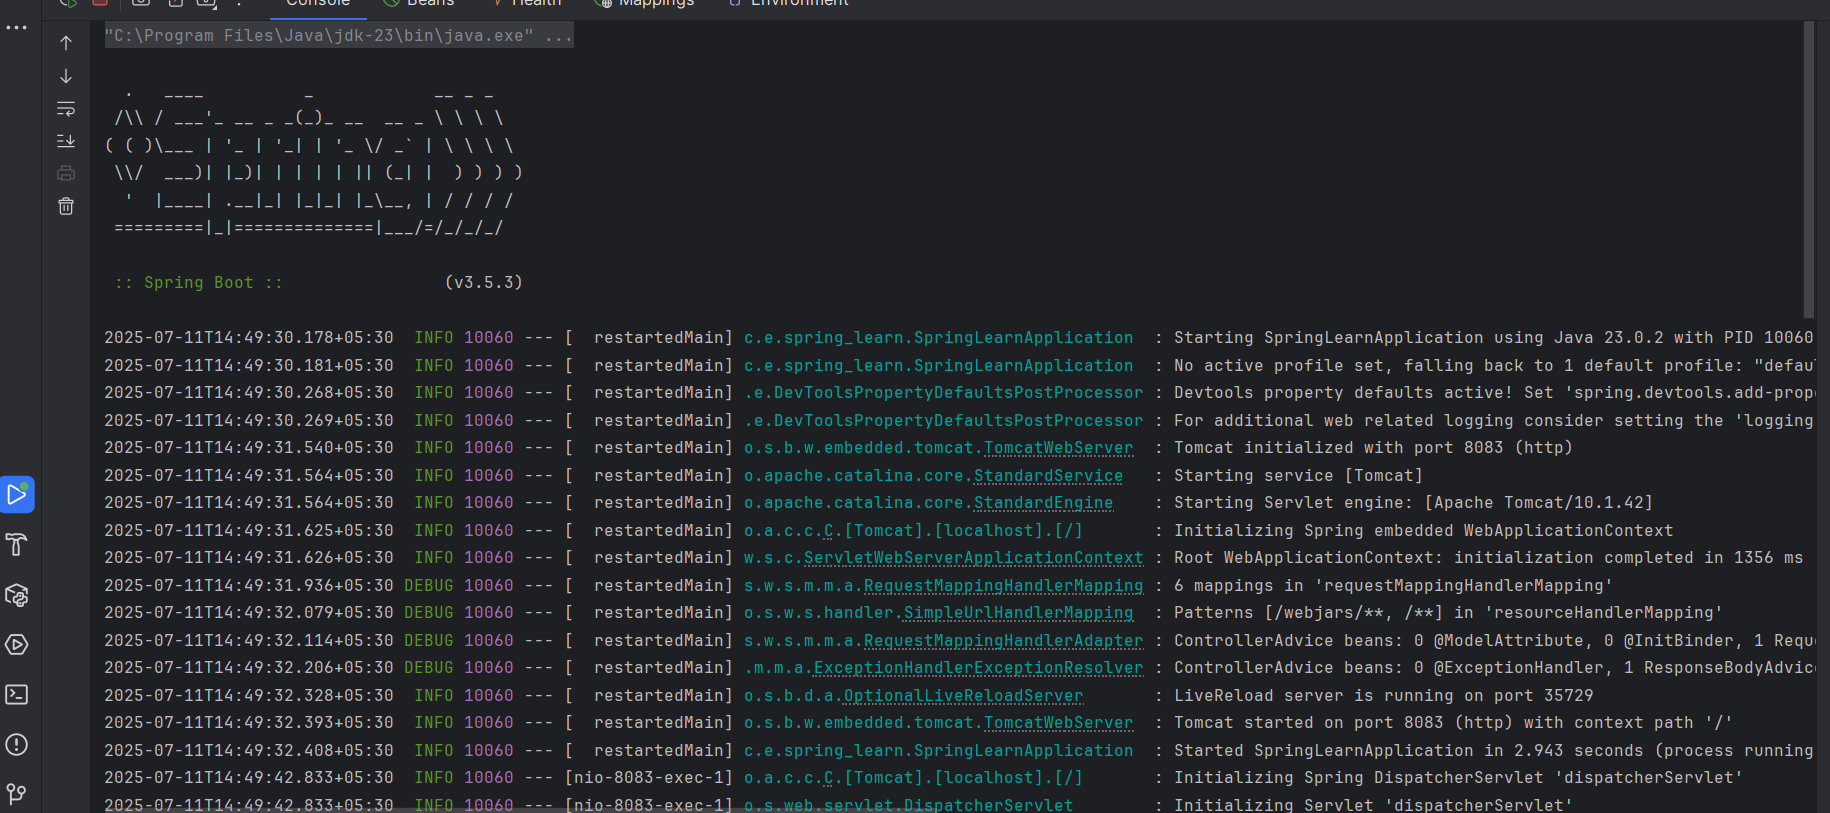 Console Beans Health Mappings Environment
"C:\Program Files\Java\jdk-23\bin\java.exe" ...
  .   ____          _            __ _ _
 /\\ / ___'_ __ _ _(_)_ __  __ _ \ \ \ \
( ( )\___ | '_ | '_| | '_ \/ _` | \ \ \ \
 \\/  ___)| |_)| | | | | || (_| |  ) ) ) )
  '  |____| .__|_| |_|_| |_\__, | / / / /
 =========|_|==============|___/=/_/_/_/
 :: Spring Boot ::                (v3.5.3)
2025-07-11T14:49:30.178+05:30  INFO 10060 --- [  restartedMain] c.e.spring_learn.SpringLearnApplication  : Starting SpringLearnApplication using Java 23.0.2 with PID 10060
2025-07-11T14:49:30.181+05:30  INFO 10060 --- [  restartedMain] c.e.spring_learn.SpringLearnApplication  : No active profile set, falling back to 1 default profile: "defau
2025-07-11T14:49:30.268+05:30  INFO 10060 --- [  restartedMain] .e.DevToolsPropertyDefaultsPostProcessor : Devtools property defaults active! Set 'spring.devtools.add-prop
2025-07-11T14:49:30.269+05:30  INFO 10060 --- [  restartedMain] .e.DevToolsPropertyDefaultsPostProcessor : For additional web related logging consider setting the 'logging
2025-07-11T14:49:31.540+05:30  INFO 10060 --- [  restartedMain] o.s.b.w.embedded.tomcat.TomcatWebServer  : Tomcat initialized with port 8083 (http)
2025-07-11T14:49:31.564+05:30  INFO 10060 --- [  restartedMain] o.apache.catalina.core.StandardService   : Starting service [Tomcat]
2025-07-11T14:49:31.564+05:30  INFO 10060 --- [  restartedMain] o.apache.catalina.core.StandardEngine    : Starting Servlet engine: [Apache Tomcat/10.1.42]
2025-07-11T14:49:31.625+05:30  INFO 10060 --- [  restartedMain] o.a.c.c.C.[Tomcat].[localhost].[/]       : Initializing Spring embedded WebApplicationContext
2025-07-11T14:49:31.626+05:30  INFO 10060 --- [  restartedMain] w.s.c.ServletWebServerApplicationContext : Root WebApplicationContext: initialization completed in 1356 ms
2025-07-11T14:49:31.936+05:30 DEBUG 10060 --- [  restartedMain] s.w.s.m.m.a.RequestMappingHandlerMapping : 6 mappings in 'requestMappingHandlerMapping'
2025-07-11T14:49:32.079+05:30 DEBUG 10060 --- [  restartedMain] o.s.w.s.handler.SimpleUrlHandlerMapping  : Patterns [/webjars/**, /**] in 'resourceHandlerMapping'
2025-07-11T14:49:32.114+05:30 DEBUG 10060 --- [  restartedMain] s.w.s.m.m.a.RequestMappingHandlerAdapter : ControllerAdvice beans: 0 @ModelAttribute, 0 @InitBinder, 1 Reque
2025-07-11T14:49:32.206+05:30 DEBUG 10060 --- [  restartedMain] .m.m.a.ExceptionHandlerExceptionResolver : ControllerAdvice beans: 0 @ExceptionHandler, 1 ResponseBodyAdvice
2025-07-11T14:49:32.328+05:30  INFO 10060 --- [  restartedMain] o.s.b.d.a.OptionalLiveReloadServer       : LiveReload server is running on port 35729
2025-07-11T14:49:32.393+05:30  INFO 10060 --- [  restartedMain] o.s.b.w.embedded.tomcat.TomcatWebServer  : Tomcat started on port 8083 (http) with context path '/'
2025-07-11T14:49:32.408+05:30  INFO 10060 --- [  restartedMain] c.e.spring_learn.SpringLearnApplication  : Started SpringLearnApplication in 2.943 seconds (process running
2025-07-11T14:49:42.833+05:30  INFO 10060 --- [nio-8083-exec-1] o.a.c.c.C.[Tomcat].[localhost].[/]       : Initializing Spring DispatcherServlet 'dispatcherServlet'
2025-07-11T14:49:42.833+05:30  INFO 10060 --- [nio-8083-exec-1] o.s.web.servlet.DispatcherServlet        : Initializing Servlet 'dispatcherServlet'